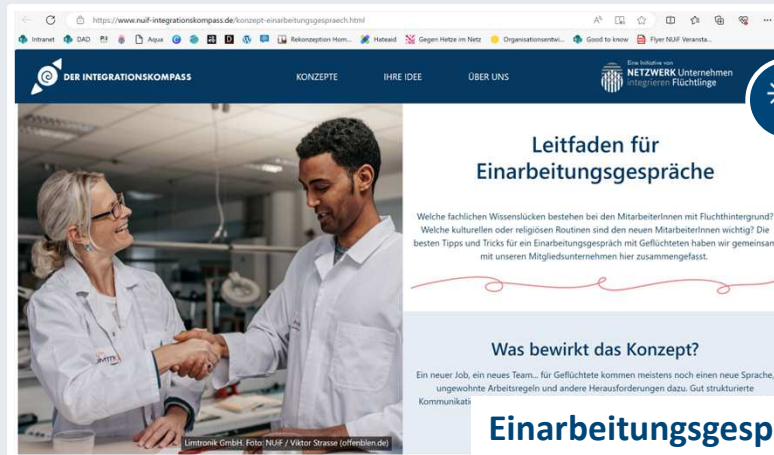 https://www.nuif-integrationskompass.de/konzept-einarbeitungsgespraech.html
Intranet
DAD
Aqua
Rekonzeption Hom...
Hateaid
Gegen Hetze im Netz
Organisationsentwi...
Good to know
Flyer NUiF Veransta...
DER INTEGRATIONSKOMPASS
KONZEPTE
IHRE IDEE
ÜBER UNS
Eine Initiative von
NETZWERK Unternehmen
integrieren Flüchtlinge
Leitfaden für
Einarbeitungsgespräche
Welche fachlichen Wissenslücken bestehen bei den MitarbeiterInnen mit Fluchthintergrund?
Welche kulturellen oder religiösen Routinen sind den neuen MitarbeiterInnen wichtig? Die
besten Tipps und Tricks für ein Einarbeitungsgespräch mit Geflüchteten haben wir gemeinsam
mit unseren Mitgliedsunternehmen hier zusammengefasst.
Was bewirkt das Konzept?
Ein neuer Job, ein neues Team... für Geflüchtete kommen meistens noch einen neue Sprache,
ungewohnte Arbeitsregeln und andere Herausforderungen dazu. Gut strukturierte
Limtronik GmbH. Foto: NUiF / Viktor Strasse (offenblen.de)